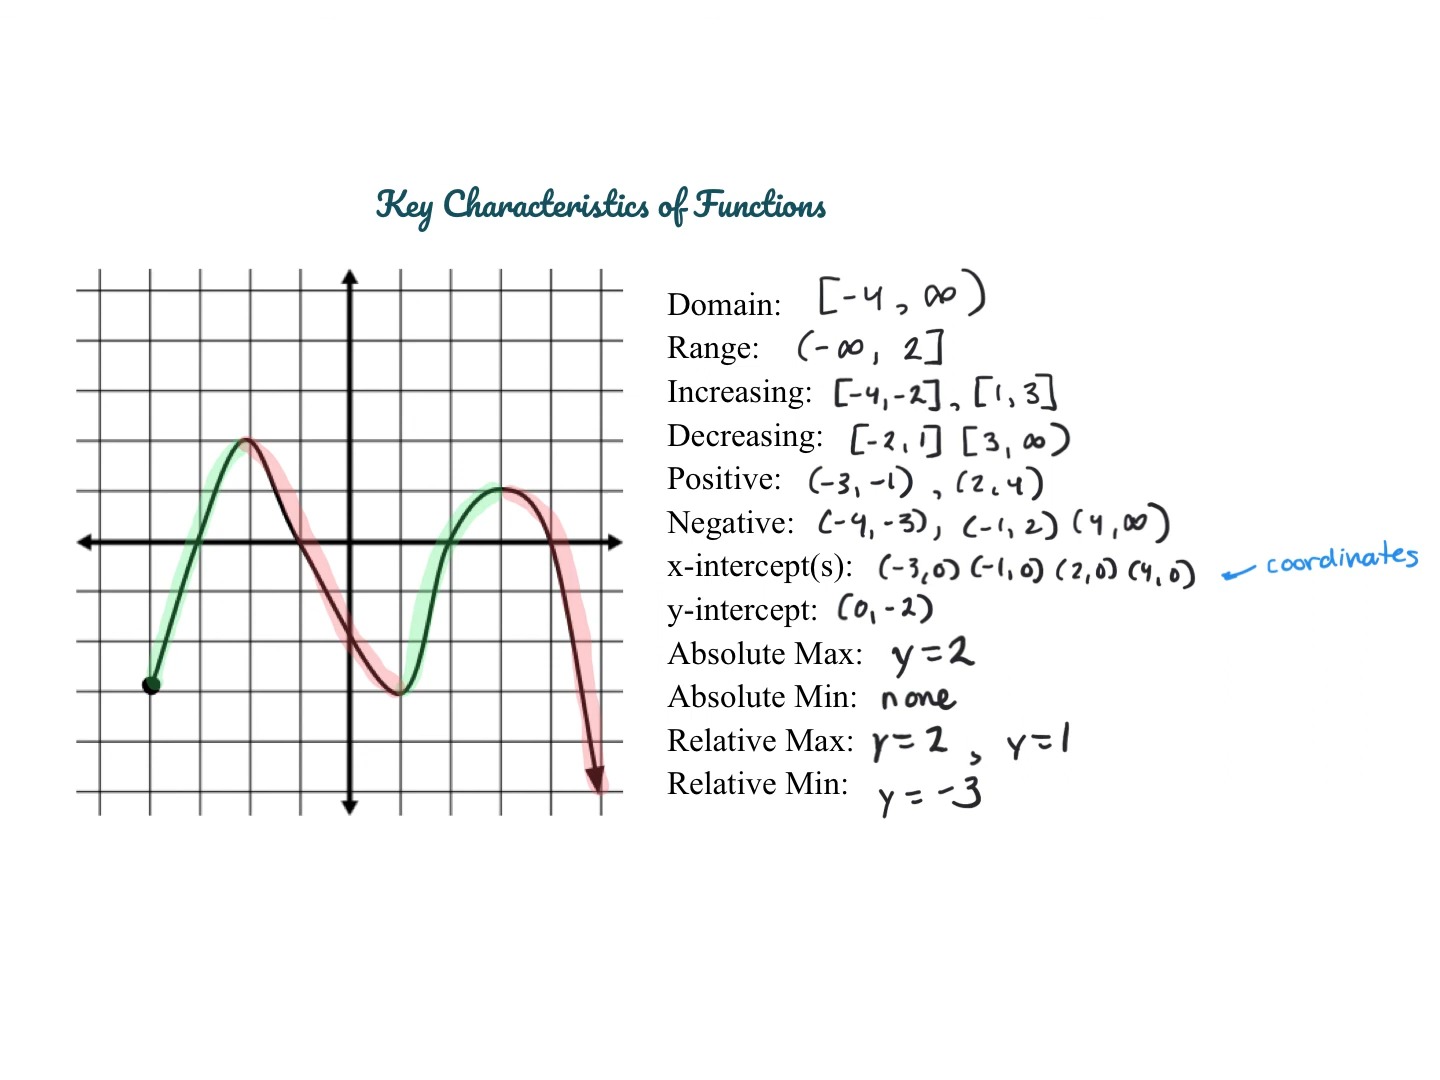 Key Characteristics of Functions
Domain: [-4, ∞)
Range: (-∞, 2]
Increasing: [-4,-2], [1, 3]
Decreasing: [-2, 1] [3, ∞)
Positive: (-3, -1), (2,4)
Negative: (-4, -3), (-1, 2) (4, ∞)
x-intercept(s): (-3,0) (-1, 0) (2,0) (4, 0) coordinates
y-intercept: (0, -2)
Absolute Max: y = 2
Absolute Min: none
Relative Max: y = 2, y = 1
Relative Min: y = -3